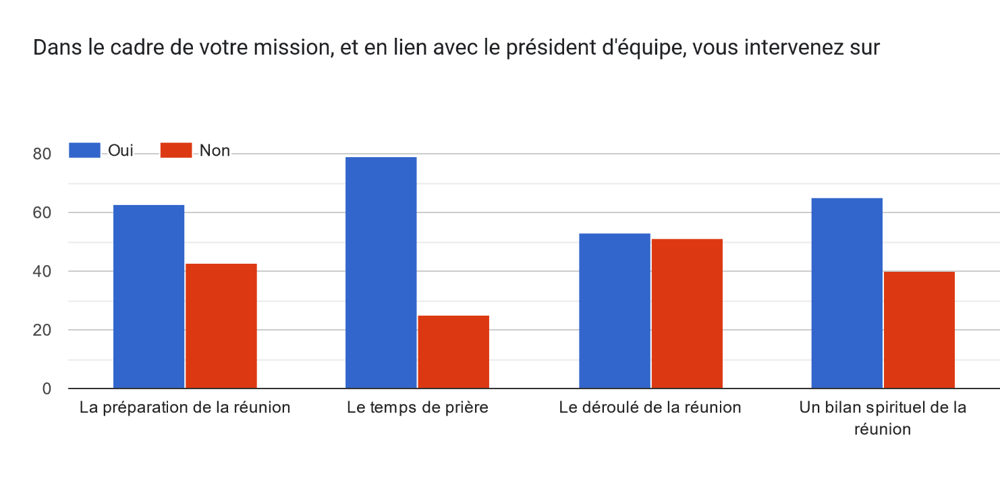 Dans le cadre de votre mission, et en lien avec le président d'équipe, vous intervenez sur
Oui
Non
80
60
40
20
0
La préparation de la réunion
Le temps de prière
Le déroulé de la réunion
Un bilan spirituel de la
réunion